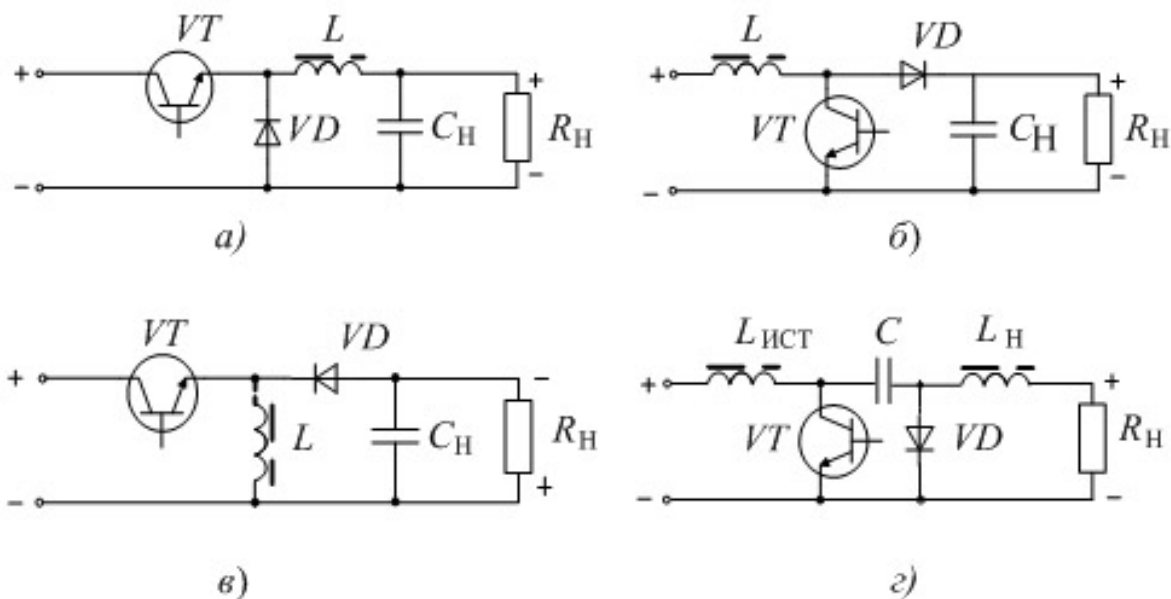 VT L
+ VD Cн + Rн
− −
а)
L VD
+ VT Cн + Rн
− −
б)
VT VD
+ L Cн − Rн
− +
в)
Lист C Lн
+ VT VD + Rн
− −
г)